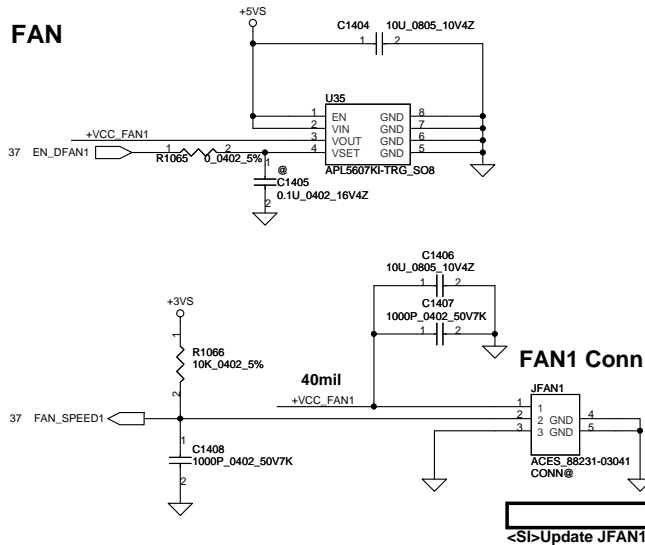 FAN
+5VS
C1404 10U_0805_10V4Z
1 2
U35
1 EN GND 8
2 VIN GND 7
+VCC_FAN1 3 VOUT GND 6
37 EN_DFAN1 1 2 4 VSET GND 5
R1065 0_0402_5%
APL5607KI-TRG_SO8
1 @
C1405
2 0.1U_0402_16V4Z
C1406
10U_0805_10V4Z
1 2
C1407
1000P_0402_50V7K
1 2
+3VS
1
R1066
10K_0402_5%
2
FAN1 Conn
40mil
+VCC_FAN1
JFAN1
1 1
37 FAN_SPEED1 2 2 GND 4
3 3 GND 5
ACES_88231-03041
CONN@
1
C1408
1000P_0402_50V7K
2
<SI>Update JFAN1